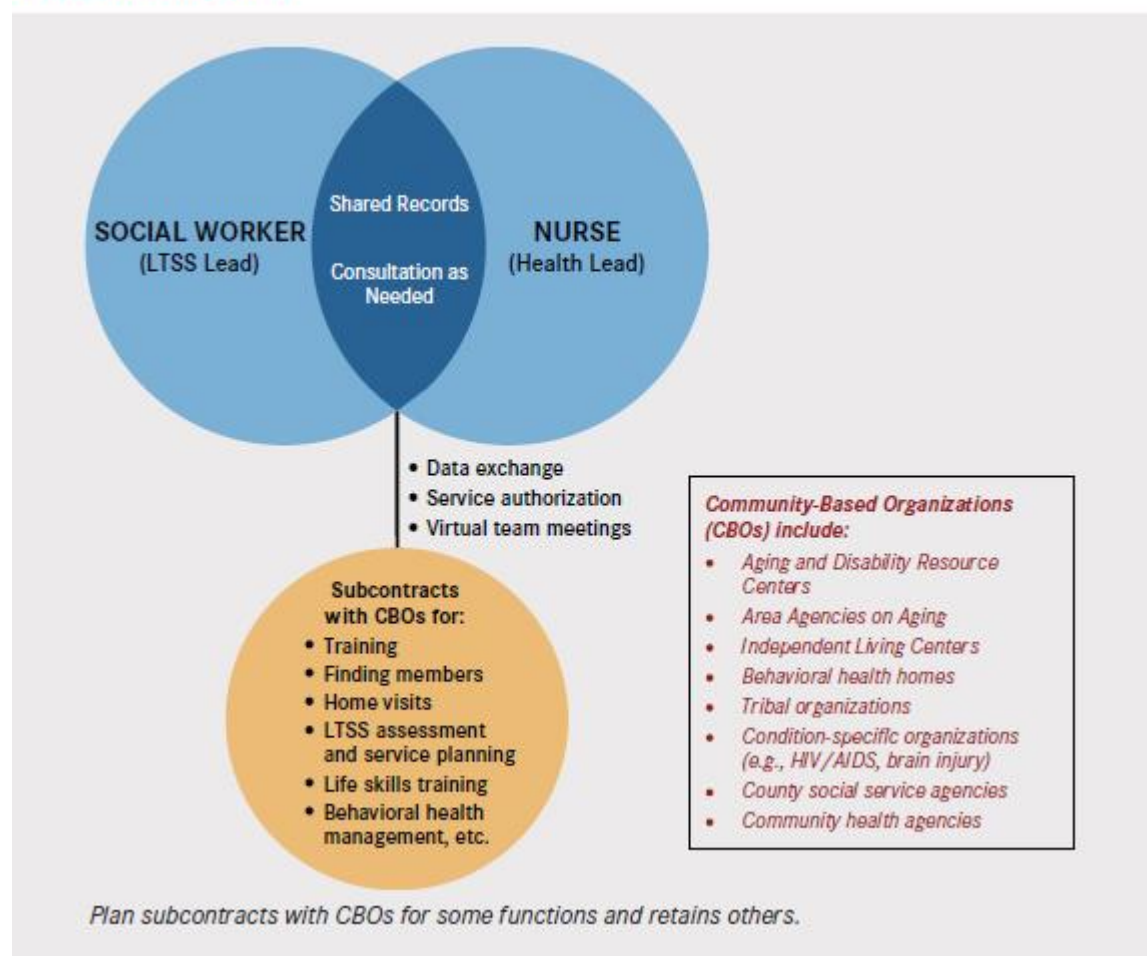 SOCIAL WORKER
(LTSS Lead)
Shared Records
Consultation as
Needed
NURSE
(Health Lead)
• Data exchange
• Service authorization
• Virtual team meetings
Subcontracts
with CBOs for:
• Training
• Finding members
• Home visits
• LTSS assessment
and service planning
• Life skills training
• Behavioral health
management, etc.
Community-Based Organizations
(CBOs) include:
• Aging and Disability Resource
Centers
• Area Agencies on Aging
• Independent Living Centers
• Behavioral health homes
• Tribal organizations
• Condition-specific organizations
(e.g., HIV/AIDS, brain injury)
• County social service agencies
• Community health agencies
Plan subcontracts with CBOs for some functions and retains others.